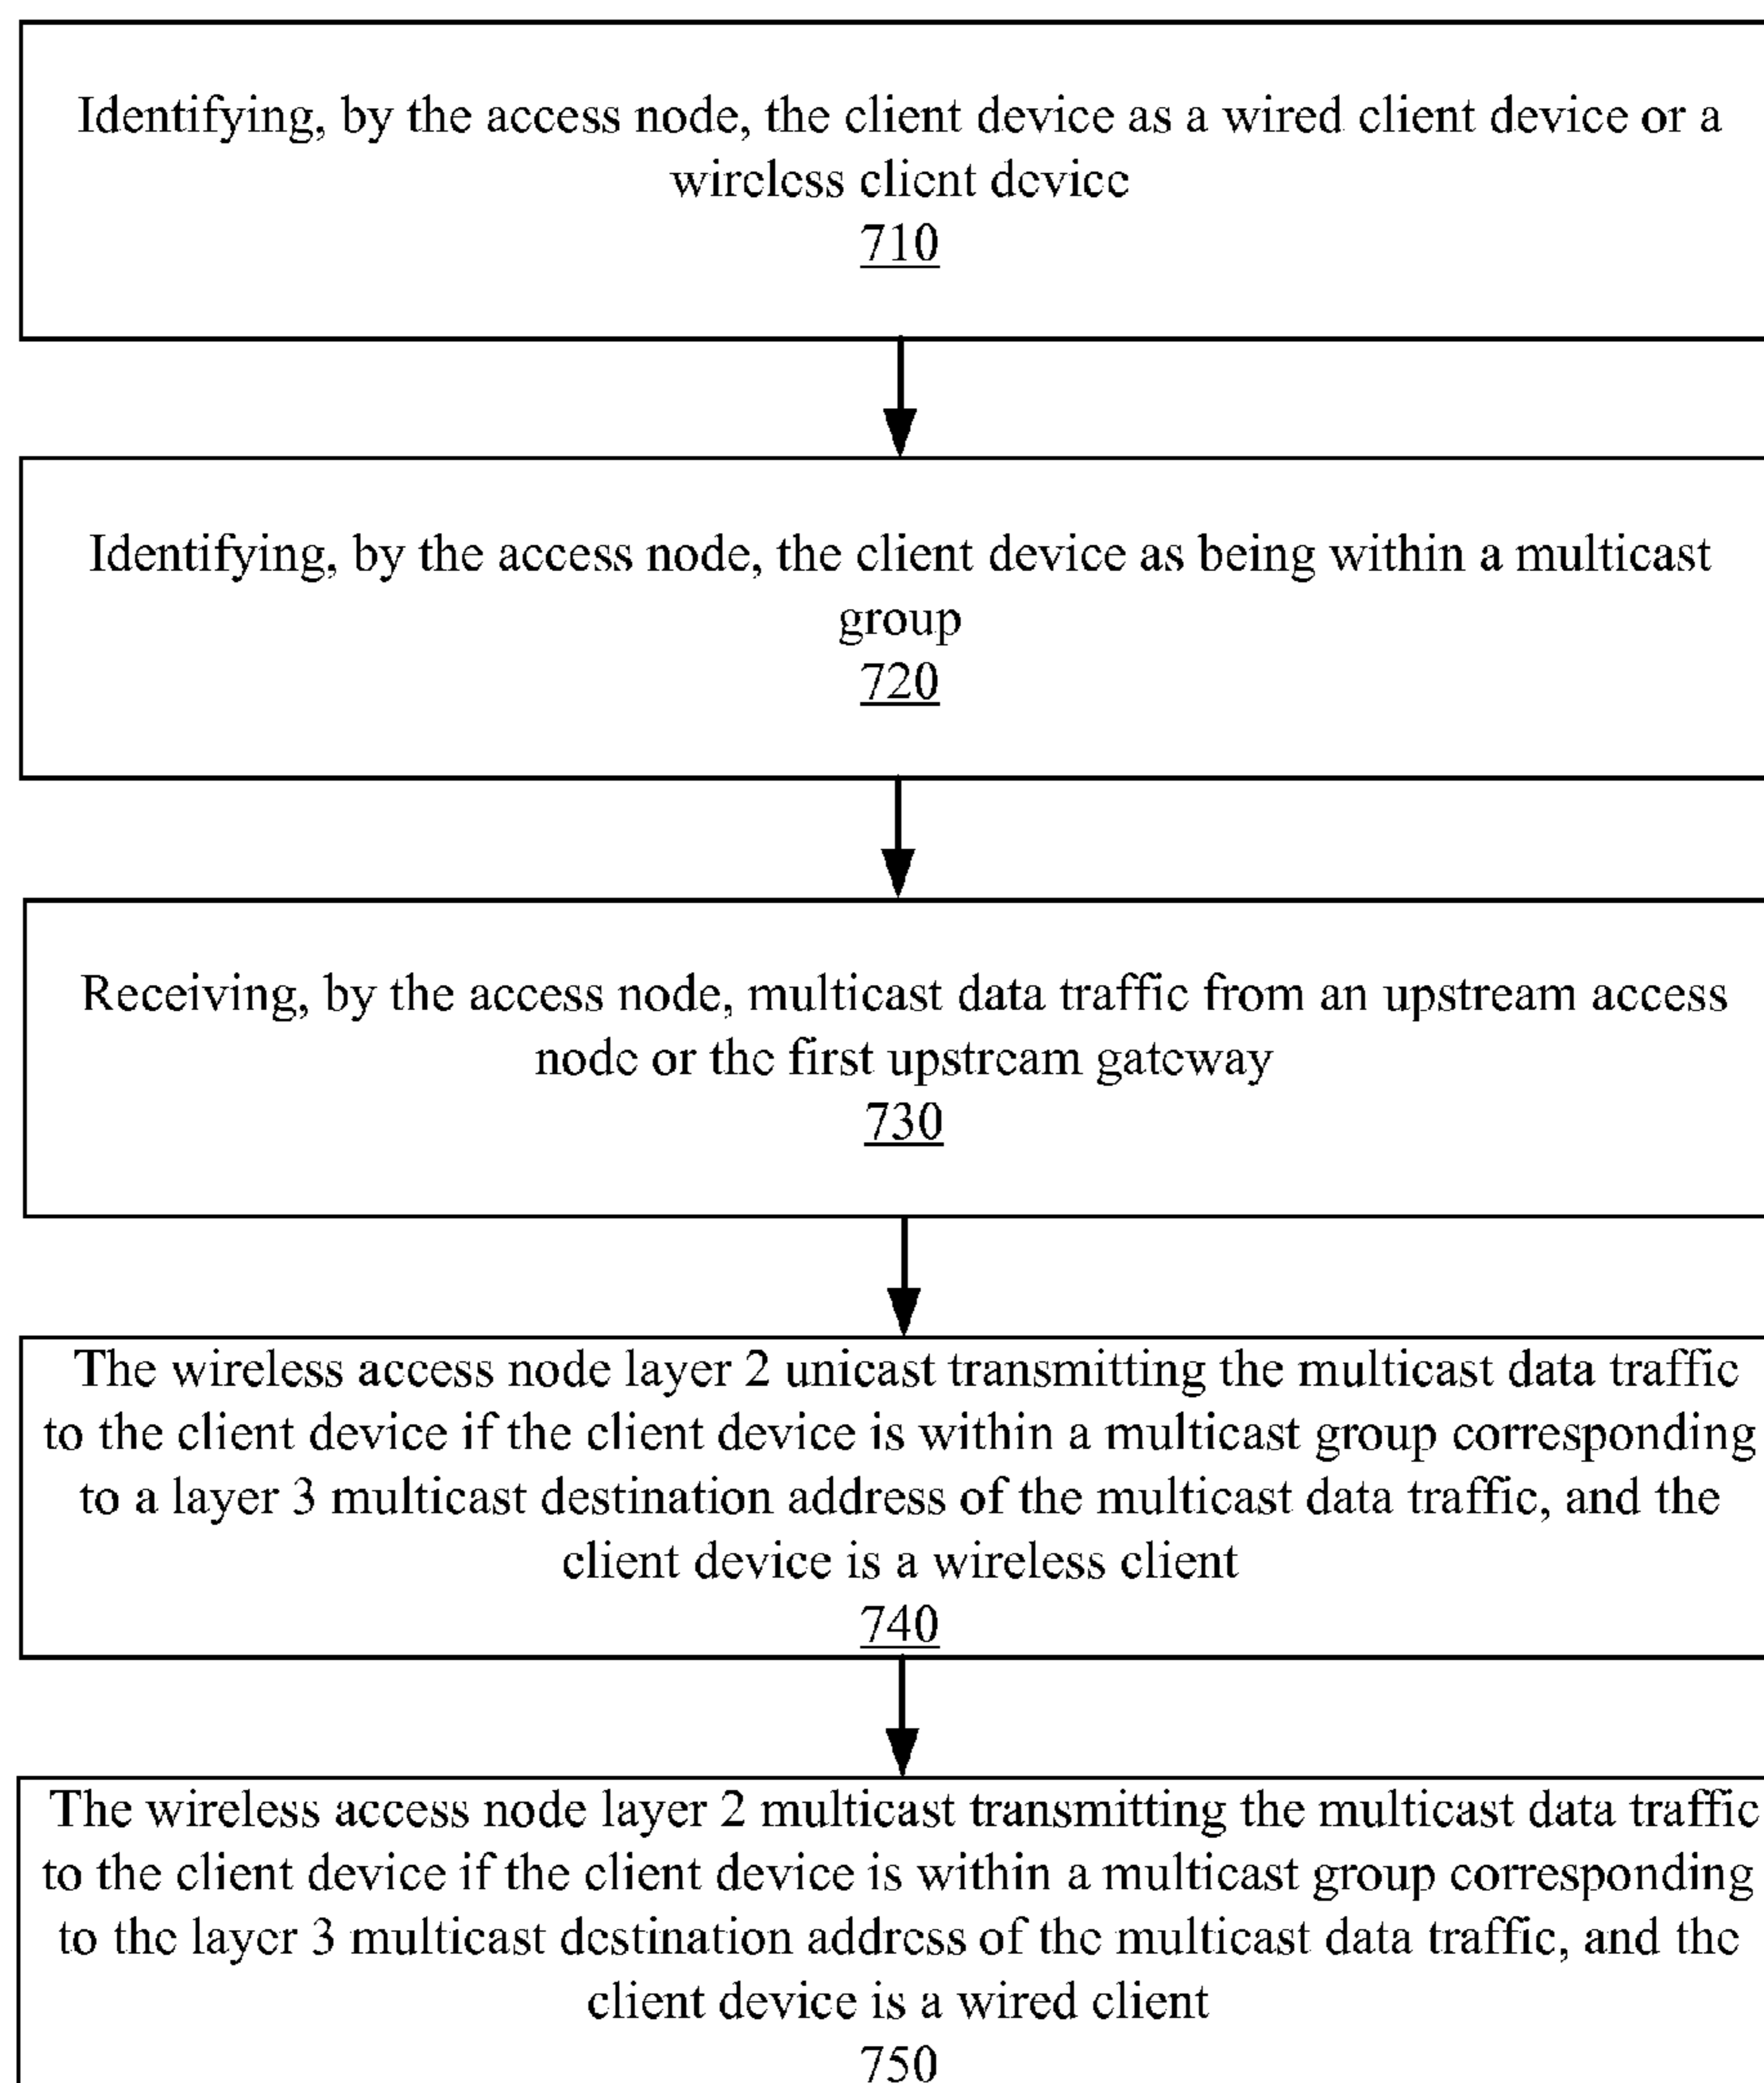 Identifying, by the access node, the client device as a wired client device or a
wireless client device
710
Identifying, by the access node, the client device as being within a multicast
group
720
Receiving, by the access node, multicast data traffic from an upstream access
node or the first upstream gateway
730
The wireless access node layer 2 unicast transmitting the multicast data traffic
to the client device if the client device is within a multicast group corresponding
to a layer 3 multicast destination address of the multicast data traffic, and the
client device is a wireless client
740
The wireless access node layer 2 multicast transmitting the multicast data traffic
to the client device if the client device is within a multicast group corresponding
to the layer 3 multicast destination address of the multicast data traffic, and the
client device is a wired client
750